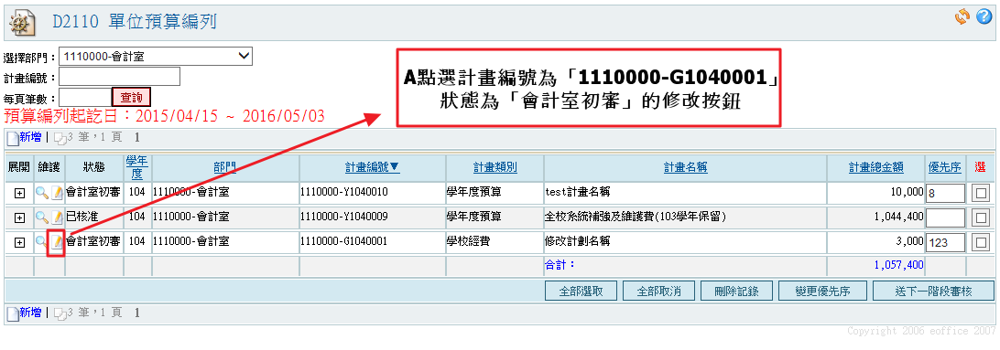 D2110 單位預算編列
選擇部門：1110000-會計室
計畫編號：
每頁筆數：查詢
預算編列起訖日：2015/04/15 ~ 2016/05/03
A點選計畫編號為「1110000-G1040001」
狀態為「會計室初審」的修改按鈕
新增 | 3 筆，1 頁 1
展開 維護 狀態 學年度 部門 計畫編號▼ 計畫類別 計畫名稱 計畫總金額 優先序 選
會計室初審 104 1110000-會計室 1110000-Y1040010 學年度預算 test計畫名稱 10,000 8
已核准 104 1110000-會計室 1110000-Y1040009 學年度預算 全校系統補強及維護費(103學年保留) 1,044,400
會計室初審 104 1110000-會計室 1110000-G1040001 學校經費 修改計劃名稱 3,000 123
合計： 1,057,400
全部選取 全部取消 刪除記錄 變更優先序 送下一階段審核
新增 | 3 筆，1 頁 1
Copyright 2006 eoffice 2007